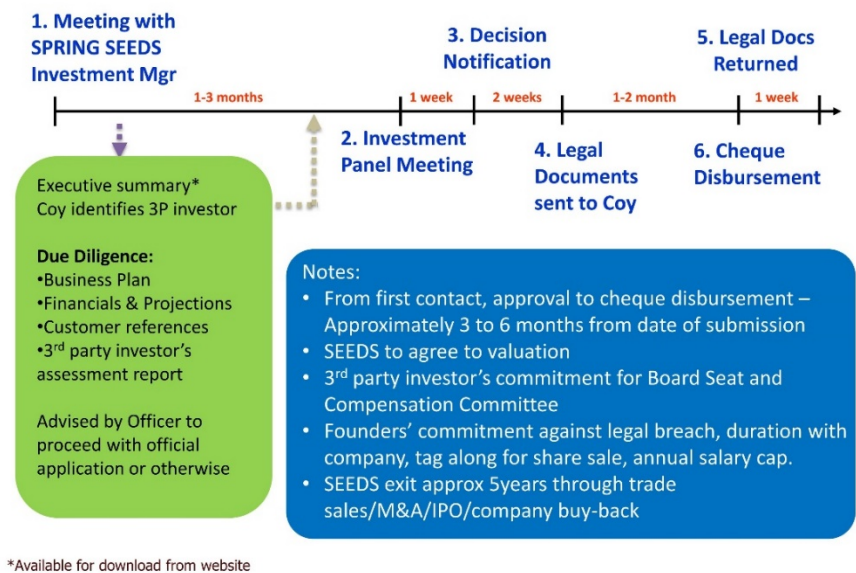 1. Meeting with
SPRING SEEDS
Investment Mgr
3. Decision
Notification
5. Legal Docs
Returned
1-3 months
1 week
2 weeks
1-2 month
1 week
2. Investment
Panel Meeting
4. Legal
Documents
sent to Coy
6. Cheque
Disbursement
Executive summary*
Coy identifies 3P investor
Due Diligence:
•Business Plan
•Financials & Projections
•Customer references
•3rd party investor's
assessment report
Advised by Officer to
proceed with official
application or otherwise
Notes:
• From first contact, approval to cheque disbursement –
Approximately 3 to 6 months from date of submission
• SEEDS to agree to valuation
• 3rd party investor's commitment for Board Seat and
Compensation Committee
• Founders' commitment against legal breach, duration with
company, tag along for share sale, annual salary cap.
• SEEDS exit approx 5years through trade
sales/M&A/IPO/company buy-back
*Available for download from website